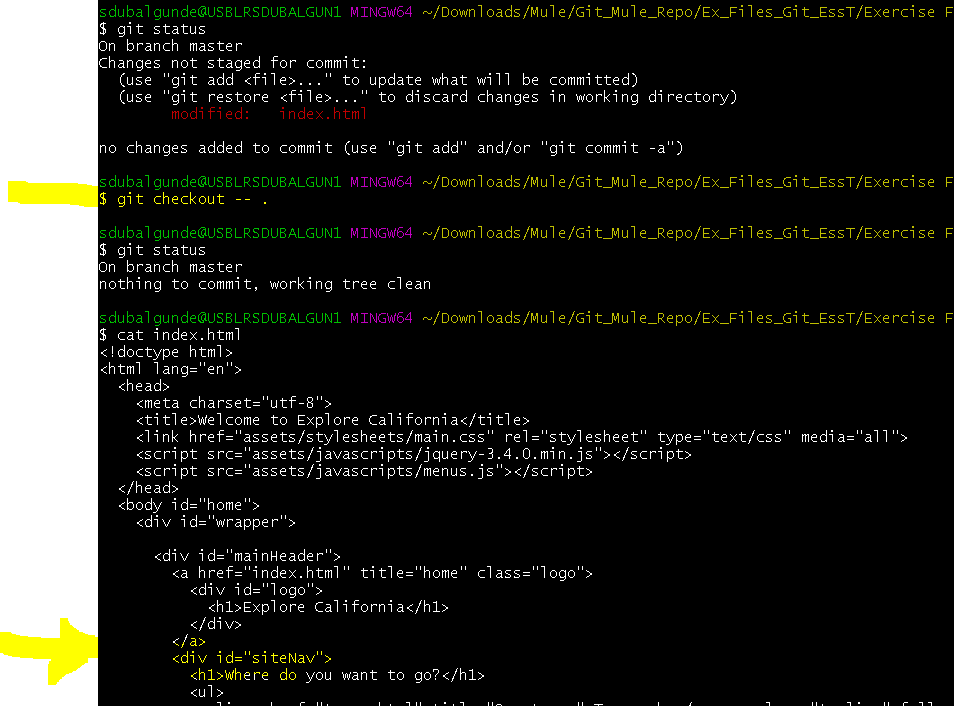 sdubalgunde@USBLRSDUBALGUN1 MINGW64 ~/Downloads/Mule/Git_Mule_Repo/Ex_Files_Git_EssT/Exercise F
$ git status
On branch master
Changes not staged for commit:
  (use "git add <file>..." to update what will be committed)
  (use "git restore <file>..." to discard changes in working directory)
        modified:   index.html
no changes added to commit (use "git add" and/or "git commit -a")
sdubalgunde@USBLRSDUBALGUN1 MINGW64 ~/Downloads/Mule/Git_Mule_Repo/Ex_Files_Git_EssT/Exercise F
$ git checkout -- .
sdubalgunde@USBLRSDUBALGUN1 MINGW64 ~/Downloads/Mule/Git_Mule_Repo/Ex_Files_Git_EssT/Exercise F
$ git status
On branch master
nothing to commit, working tree clean
sdubalgunde@USBLRSDUBALGUN1 MINGW64 ~/Downloads/Mule/Git_Mule_Repo/Ex_Files_Git_EssT/Exercise F
$ cat index.html
<!doctype html>
<html lang="en">
  <head>
    <meta charset="utf-8">
    <title>Welcome to Explore California</title>
    <link href="assets/stylesheets/main.css" rel="stylesheet" type="text/css" media="all">
    <script src="assets/javascripts/jquery-3.4.0.min.js"></script>
    <script src="assets/javascripts/menus.js"></script>
  </head>
  <body id="home">
    <div id="wrapper">
      <div id="mainHeader">
        <a href="index.html" title="home" class="logo">
          <div id="logo">
            <h1>Explore California</h1>
          </div>
        </a>
        <div id="siteNav">
          <h1>Where do you want to go?</h1>
          <ul>